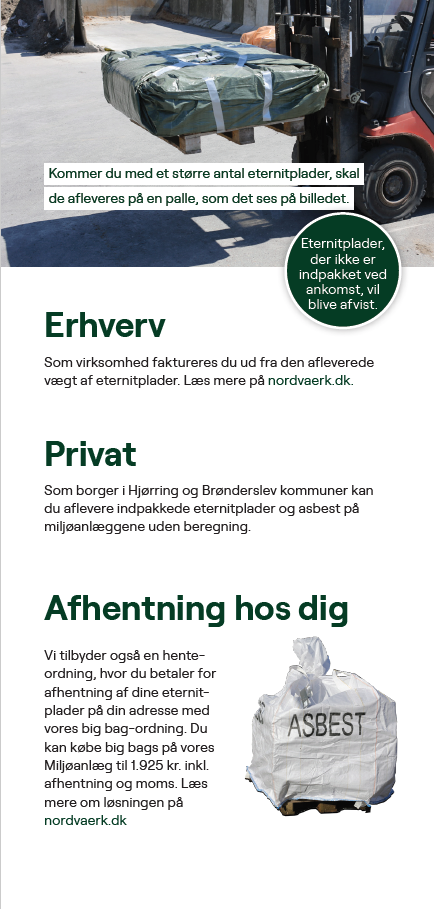 Kommer du med et større antal eternitplader, skal
de afleveres på en palle, som det ses på billedet.
Eternitplader,
der ikke er
indpakket ved
ankomst, vil
blive afvist.
Erhverv
Som virksomhed faktureres du ud fra den afleverede
vægt af eternitplader. Læs mere på nordvaerk.dk.
Privat
Som borger i Hjørring og Brønderslev kommuner kan
du aflevere indpakkede eternitplader og asbest på
miljøanlæggene uden beregning.
Afhentning hos dig
Vi tilbyder også en hente-
ordning, hvor du betaler for
afhentning af dine eternit-
plader på din adresse med
vores big bag-ordning. Du
kan købe big bags på vores
Miljøanlæg til 1.925 kr. inkl.
afhentning og moms. Læs
mere om løsningen på
nordvaerk.dk
ASBEST